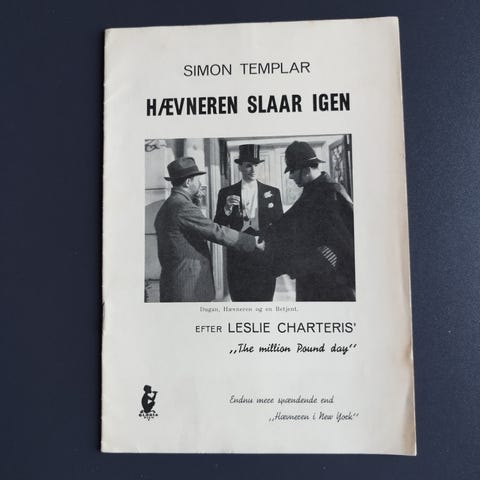 SIMON TEMPLAR
HÆVNEREN SLAAR IGEN
Dugan, Hævneren og en Betjent.
EFTER LESLIE CHARTERIS'
„The million Pound day"
GLORIA
Endnu mere spændende end
„Hævneren i New York"